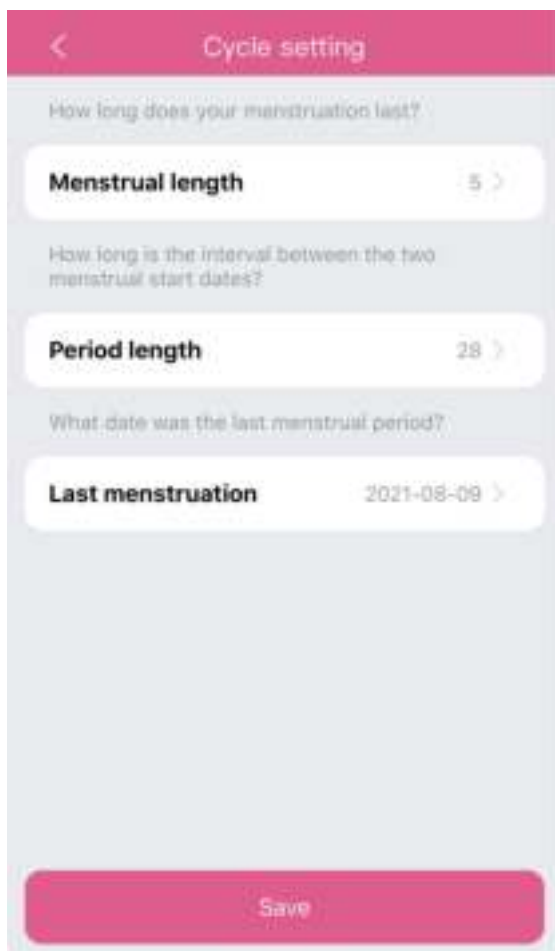 Cycle setting
How long does your menstruation last?
Menstrual length 5
How long is the interval between the two
menstrual start dates?
Period length 28
What date was the last menstrual period?
Last menstruation 2021-08-09
Save